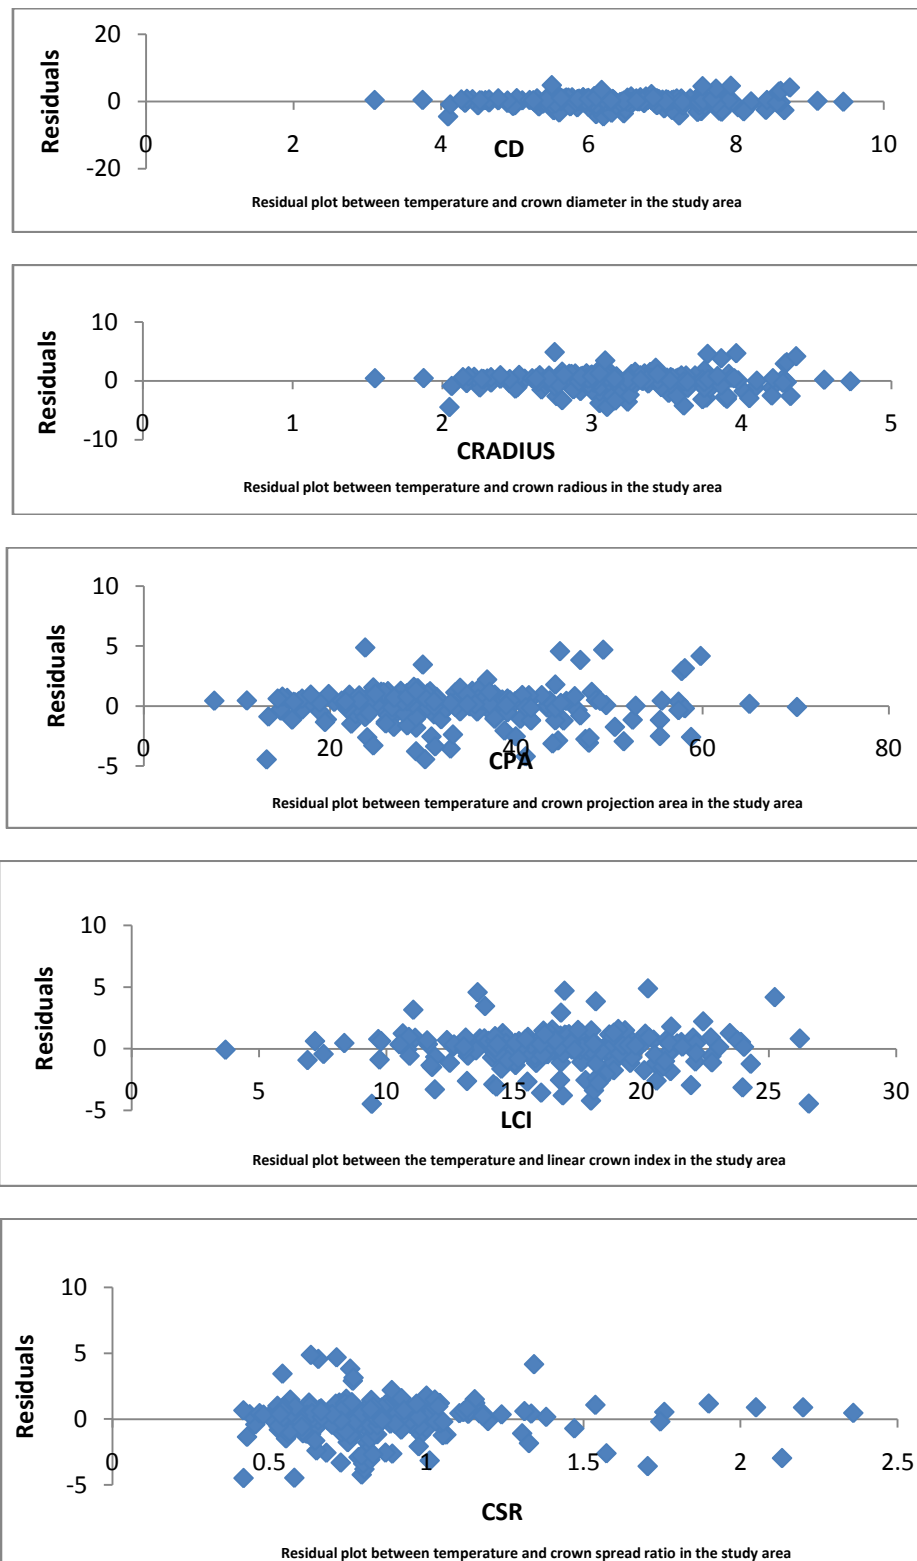 20
Residuals
0
0 2 4 6 8 10
CD
-20
Residual plot between temperature and crown diameter in the study area
10
Residuals
0
0 1 2 3 4 5
-10
CRADIUS
Residual plot between temperature and crown radious in the study area
10
5
Residuals
0
0 20 40 60 80
CPA
-5
Residual plot between temperature and crown projection area in the study area
10
5
Residuals
0
0 5 10 15 20 25 30
-5
LCI
Residual plot between the temperature and linear crown index in the study area
10
5
Residuals
0
0 0.5 1 1.5 2 2.5
-5
CSR
Residual plot between temperature and crown spread ratio in the study area